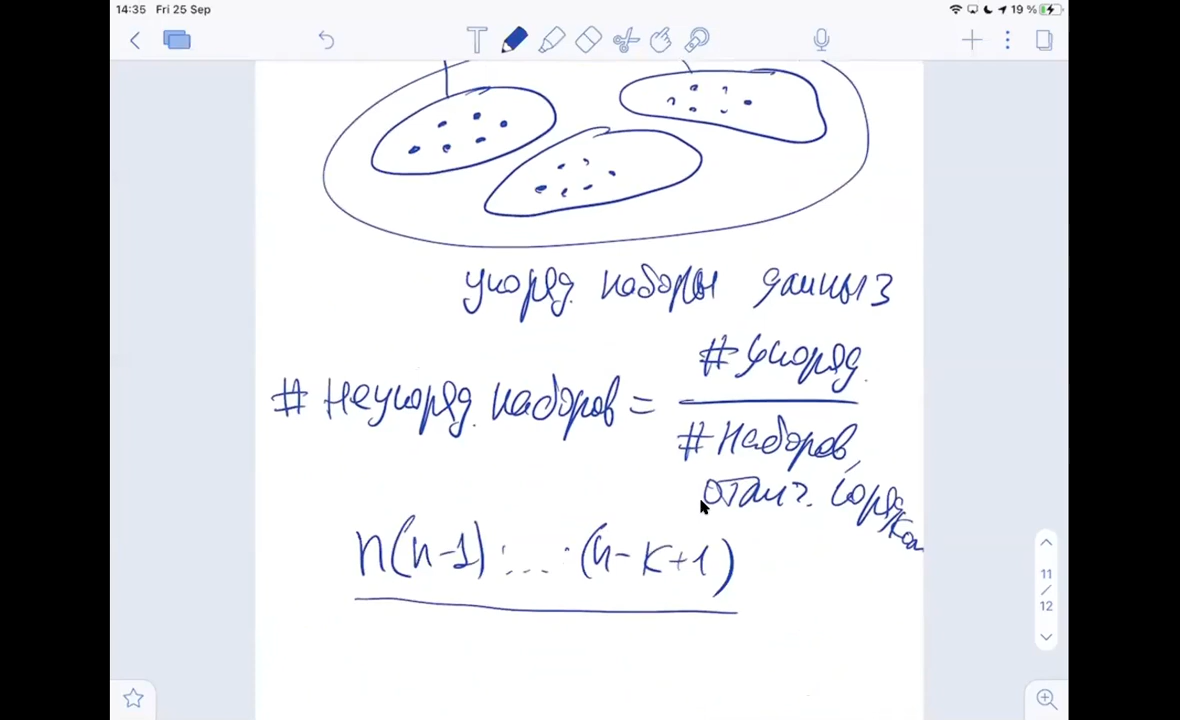 14:35 Fri 25 Sep 19 %
T
упоряд. наборы длины 3
# Неупоряд. наборов = # Упоряд. / # Наборов, отлич. порядком
n(n-1)·...·(n-k+1)
11
/
12